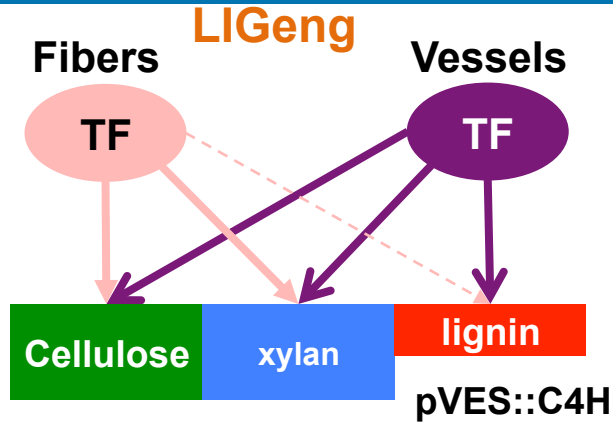 LIGeng
Fibers
Vessels
TF
TF
Cellulose
xylan
lignin
pVES::C4H